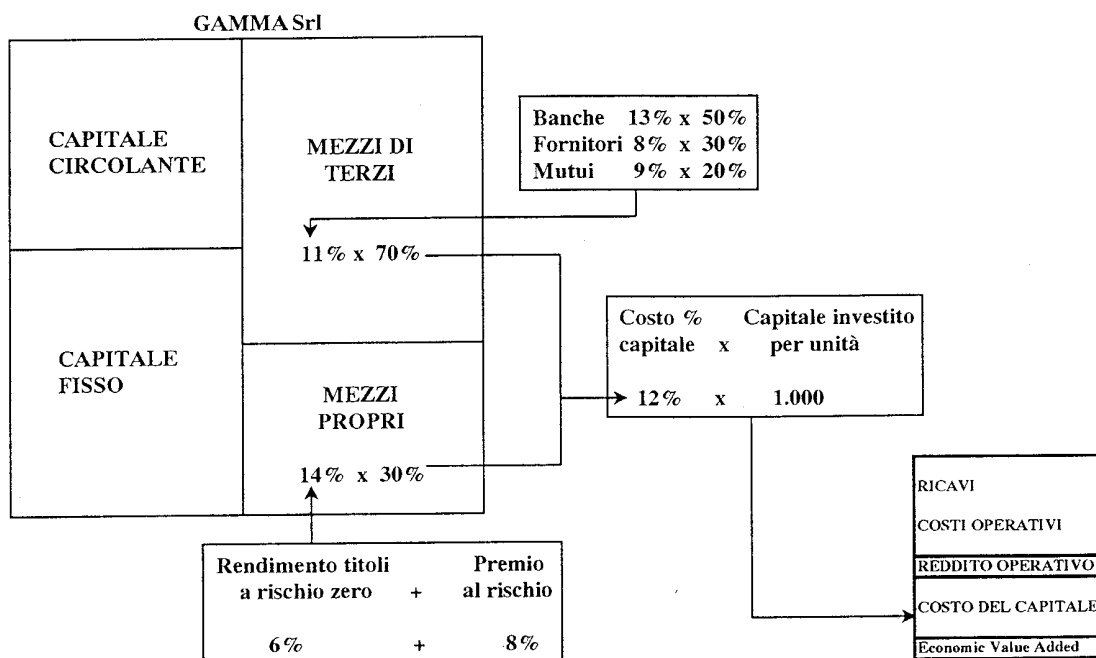 GAMMA Srl
CAPITALE
CIRCOLANTE
MEZZI DI
TERZI
11% x 70%
Banche 13% x 50%
Fornitori 8% x 30%
Mutui 9% x 20%
CAPITALE
FISSO
MEZZI
PROPRI
14% x 30%
Costo % Capitale investito
capitale x per unità
12% x 1.000
Rendimento titoli Premio
a rischio zero + al rischio
6% + 8%
RICAVI
COSTI OPERATIVI
REDDITO OPERATIVO
COSTO DEL CAPITALE
Economic Value Added